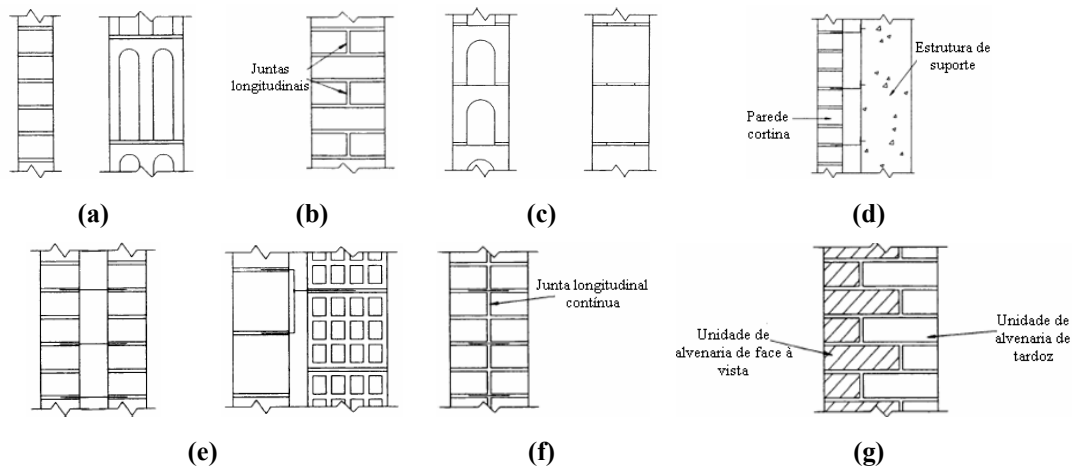 Juntas
longitudinais
Estrutura de
suporte
Parede
cortina
(a)
(b)
(c)
(d)
Junta longitudinal
contínua
Unidade de
alvenaria de face à
vista
Unidade de
alvenaria de
tardoz
(e)
(f)
(g)